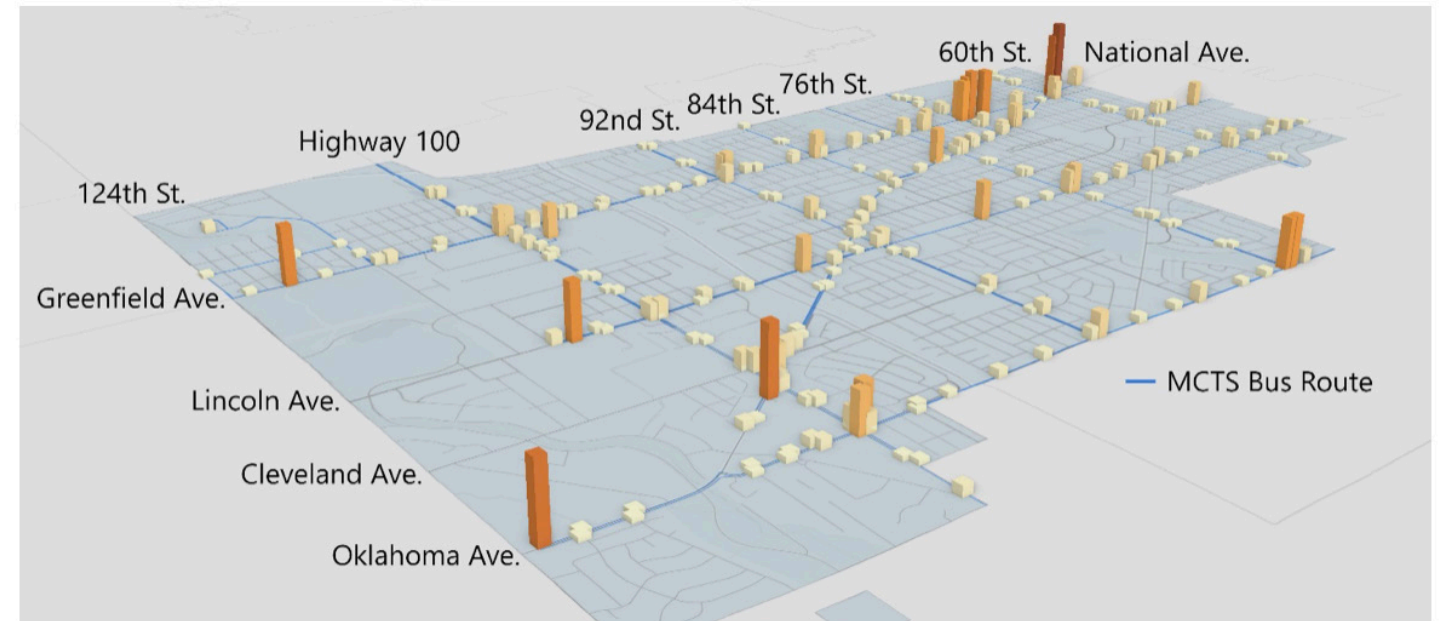 60th St.
National Ave.
76th St.
84th St.
92nd St.
Highway 100
124th St.
Greenfield Ave.
MCTS Bus Route
Lincoln Ave.
Cleveland Ave.
Oklahoma Ave.